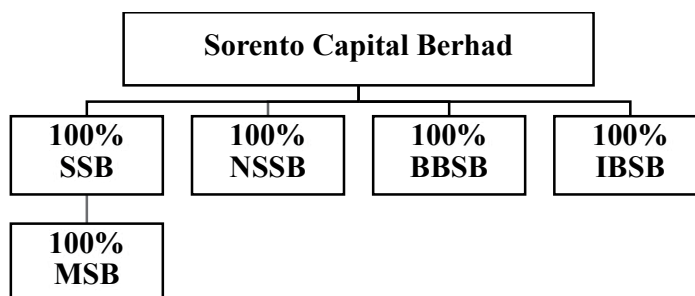 Sorento Capital Berhad
100%
SSB
100%
NSSB
100%
BBSB
100%
IBSB
100%
MSB